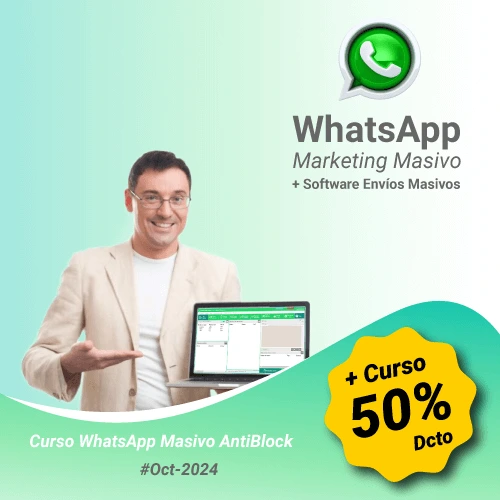 WhatsApp
Marketing Masivo
+ Software Envíos Masivos
+ Curso
50%
Dcto
Curso WhatsApp Masivo AntiBlock
#Oct-2024